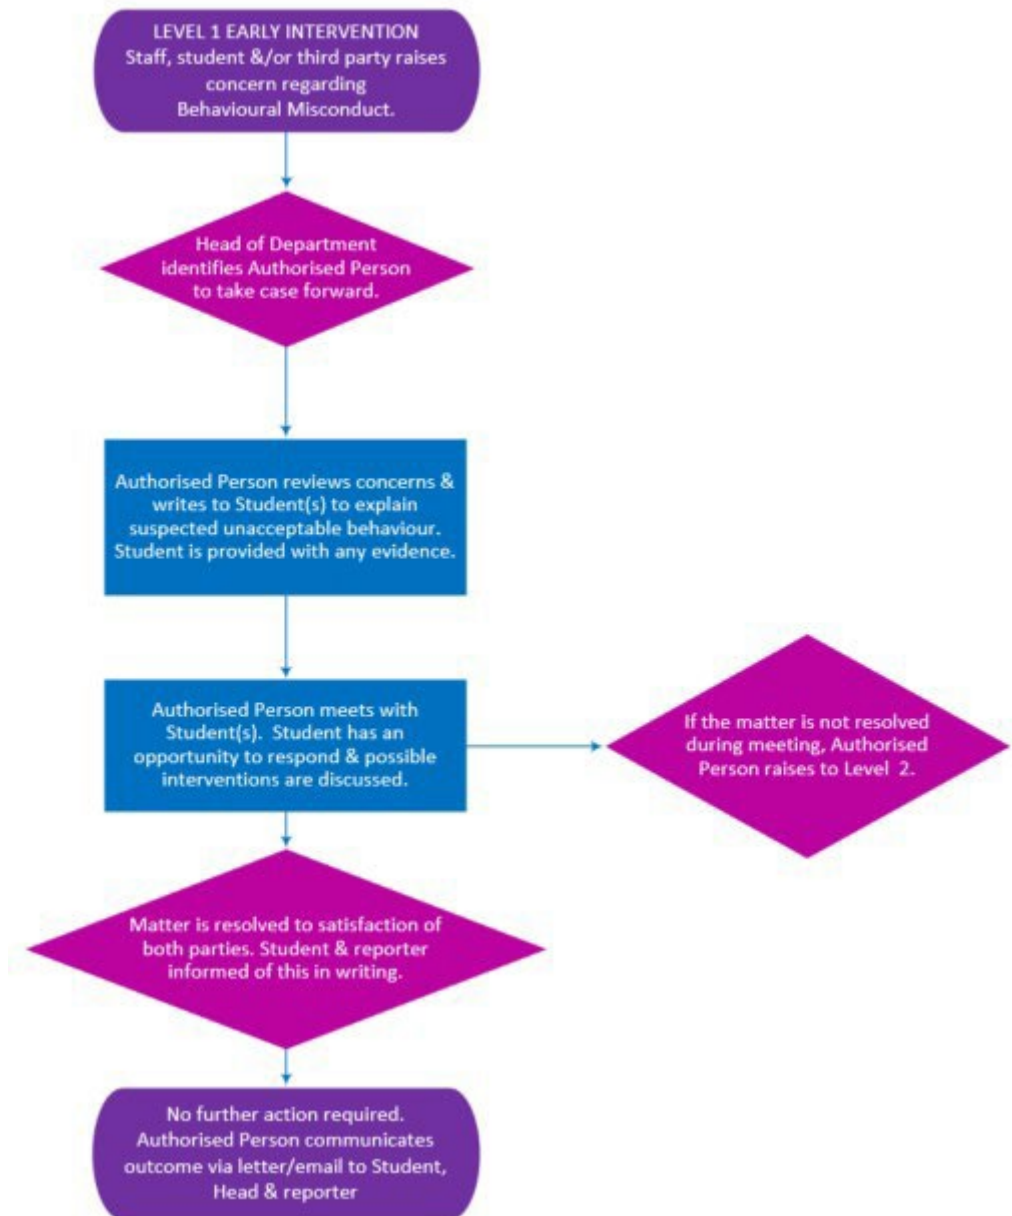 LEVEL 1 EARLY INTERVENTION
Staff, student &/or third party raises
concern regarding
Behavioural Misconduct.
Head of Department
identifies Authorised Person
to take case forward.
Authorised Person reviews concerns &
writes to Student(s) to explain
suspected unacceptable behaviour.
Student is provided with any evidence.
Authorised Person meets with
Student(s).  Student has an
opportunity to respond & possible
interventions are discussed.
If the matter is not resolved
during meeting, Authorised
Person raises to Level  2.
Matter is resolved to satisfaction of
both parties. Student & reporter
informed of this in writing.
No further action required.
Authorised Person communicates
outcome via letter/email to Student,
Head & reporter